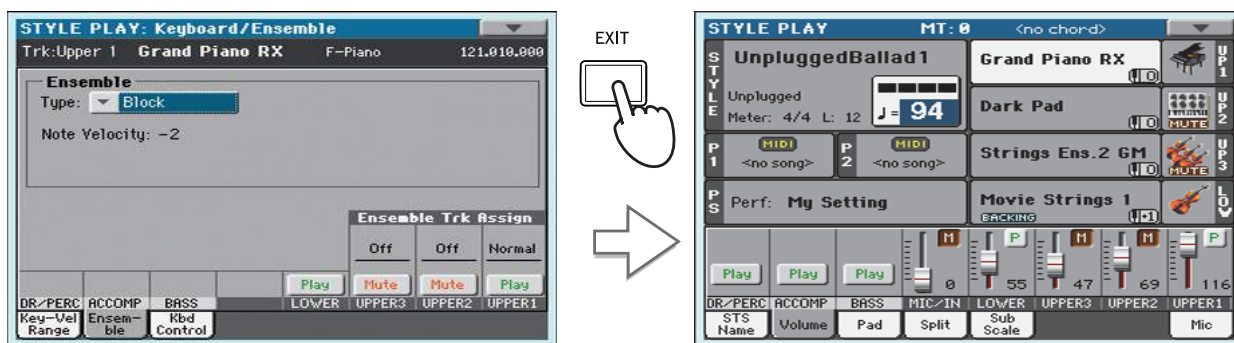 STYLE PLAY: Keyboard/Ensemble
Trk:Upper 1 Grand Piano RX F-Piano 121.010.000
Ensemble
Type: Block
Note Velocity: -2
Ensemble Trk Assign
Off Off Normal
Play Mute Mute Play
DR/PERC ACCOMP BASS LOWER UPPER3 UPPER2 UPPER1
Key-Vel Range Ensem-ble Kbd Control
EXIT
STYLE PLAY MT: 0 <no chord>
STYLE
UnpluggedBallad1
Unplugged
Meter: 4/4 L: 12 ♩= 94
Grand Piano RX UP1
Dark Pad MUTE UP2
P1 MIDI <no song> P2 MIDI <no song>
Strings Ens.2 GM MUTE UP3
PS Perf: My Setting
Movie Strings 1 LOW
BACKING
M P M M P
Play Play Play 0 55 47 69 116
DR/PERC ACCOMP BASS MIC/IN LOWER UPPER3 UPPER2 UPPER1
STS Name Volume Pad Split Sub Scale Mic